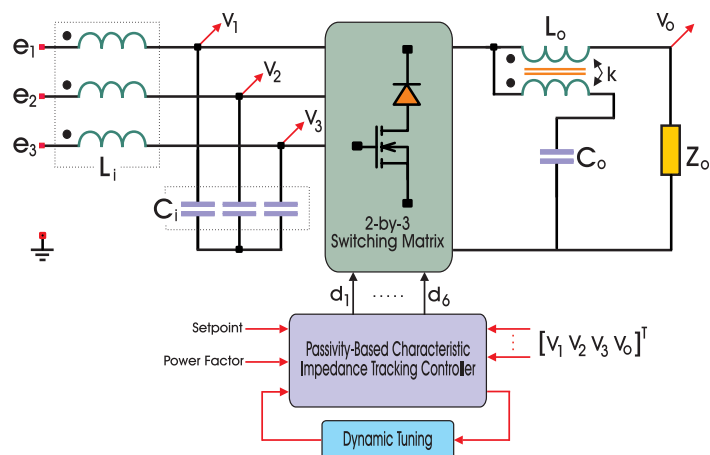 V₁ Lₒ Vₒ
e₁
V₂ k
e₂
V₃
e₃
Lᵢ Cₒ Zₒ
Cᵢ
2-by-3
Switching Matrix
d₁ ..... d₆
Setpoint
Passivity-Based Characteristic
Impedance Tracking Controller
[V₁ V₂ V₃ Vₒ]ᵀ
Power Factor
Dynamic Tuning